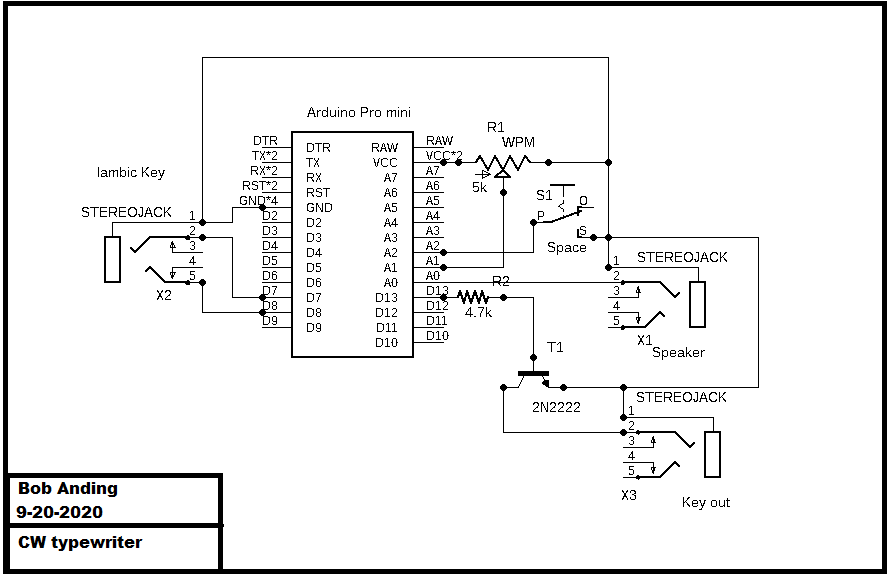 Arduino Pro mini
R1
WPM
5k
DTR DTR RAW RAW
TX*2 TX VCC VCC*2
RX*2 RX A7 A7
RST*2 RST A6 A6
GND*4 GND A5 A5
D2 D2 A4 A4
D3 D3 A3 A3
D4 D4 A2 A2
D5 D5 A1 A1
D6 D6 A0 A0
D7 D7 D13 D13
D8 D8 D12 D12
D9 D9 D11 D11
D10 D10
Iambic Key
STEREOJACK
1
2
3
4
5
X2
S1
O
P
S
Space
STEREOJACK
1
2
3
4
5
X1
Speaker
R2
4.7k
T1
2N2222
STEREOJACK
1
2
3
4
5
X3
Key out
Bob Anding
9-20-2020
CW typewriter